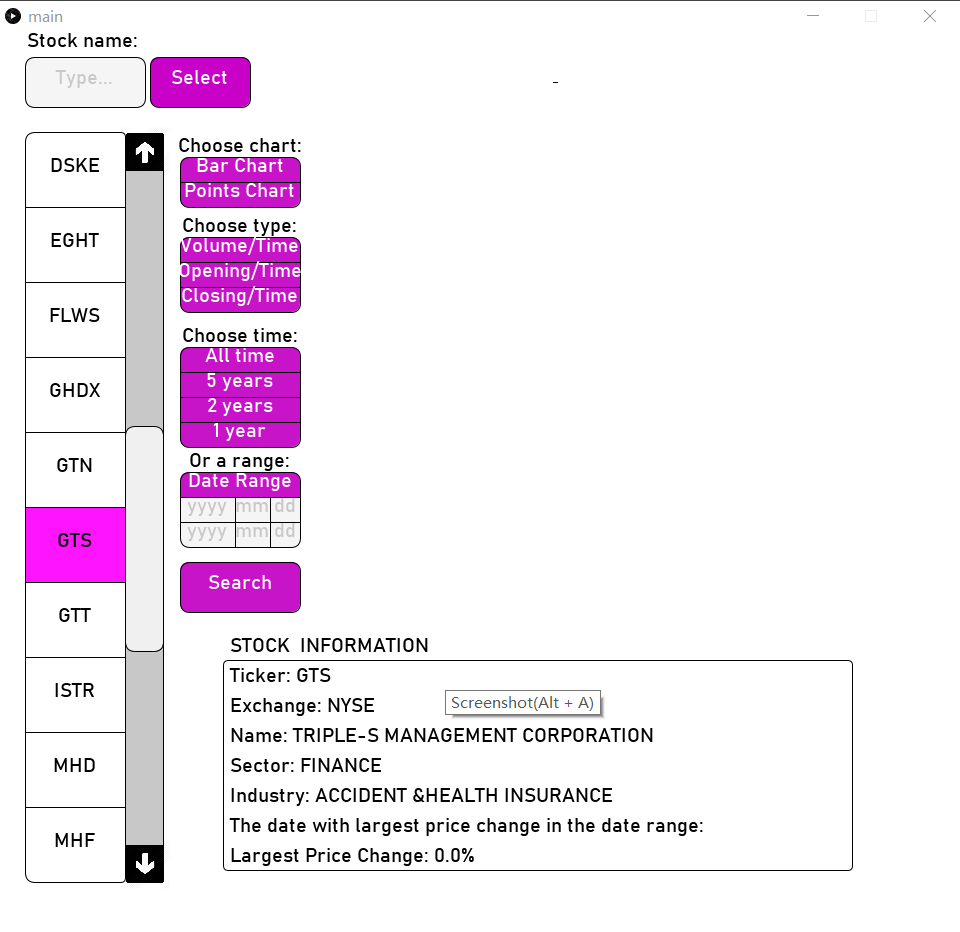 main
Stock name:
Type...
Select
-
DSKE
EGHT
FLWS
GHDX
GTN
GTS
GTT
ISTR
MHD
MHF
Choose chart:
Bar Chart
Points Chart
Choose type:
Volume/Time
Opening/Time
Closing/Time
Choose time:
All time
5 years
2 years
1 year
Or a range:
Date Range
yyyy mm dd
yyyy mm dd
Search
STOCK INFORMATION
Ticker: GTS
Exchange: NYSE
Screenshot(Alt + A)
Name: TRIPLE-S MANAGEMENT CORPORATION
Sector: FINANCE
Industry: ACCIDENT &HEALTH INSURANCE
The date with largest price change in the date range:
Largest Price Change: 0.0%